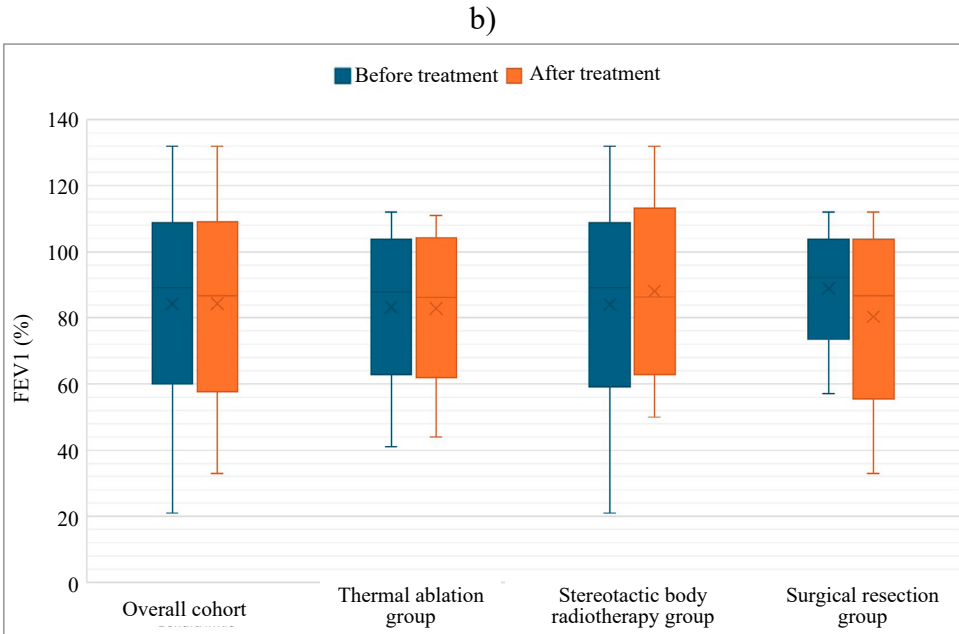 b)
Before treatment After treatment
140
120
100
80
60
40
20
0
FEV1 (%)
Overall cohort
Thermal ablation
group
Stereotactic body
radiotherapy group
Surgical resection
group